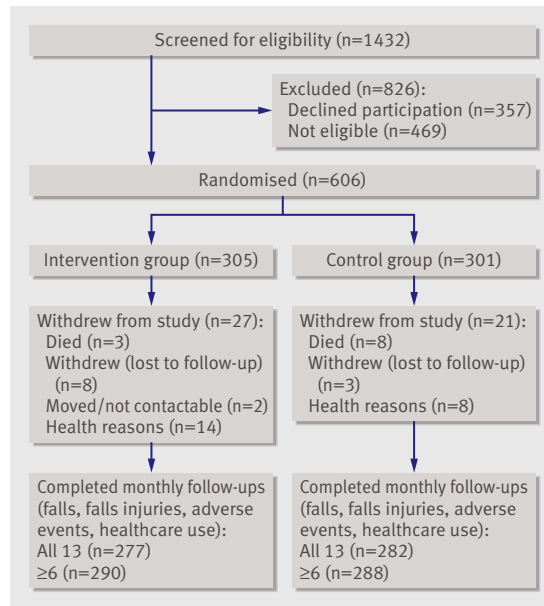 Screened for eligibility (n=1432)
Excluded (n=826):
Declined participation (n=357)
Not eligible (n=469)
Randomised (n=606)
Intervention group (n=305)
Control group (n=301)
Withdrew from study (n=27):
Died (n=3)
Withdrew (lost to follow-up)
(n=8)
Moved/not contactable (n=2)
Health reasons (n=14)
Withdrew from study (n=21):
Died (n=8)
Withdrew (lost to follow-up)
(n=3)
Health reasons (n=8)
Completed monthly follow-ups
(falls, falls injuries, adverse
events, healthcare use):
All 13 (n=277)
≥6 (n=290)
Completed monthly follow-ups
(falls, falls injuries, adverse
events, healthcare use):
All 13 (n=282)
≥6 (n=288)